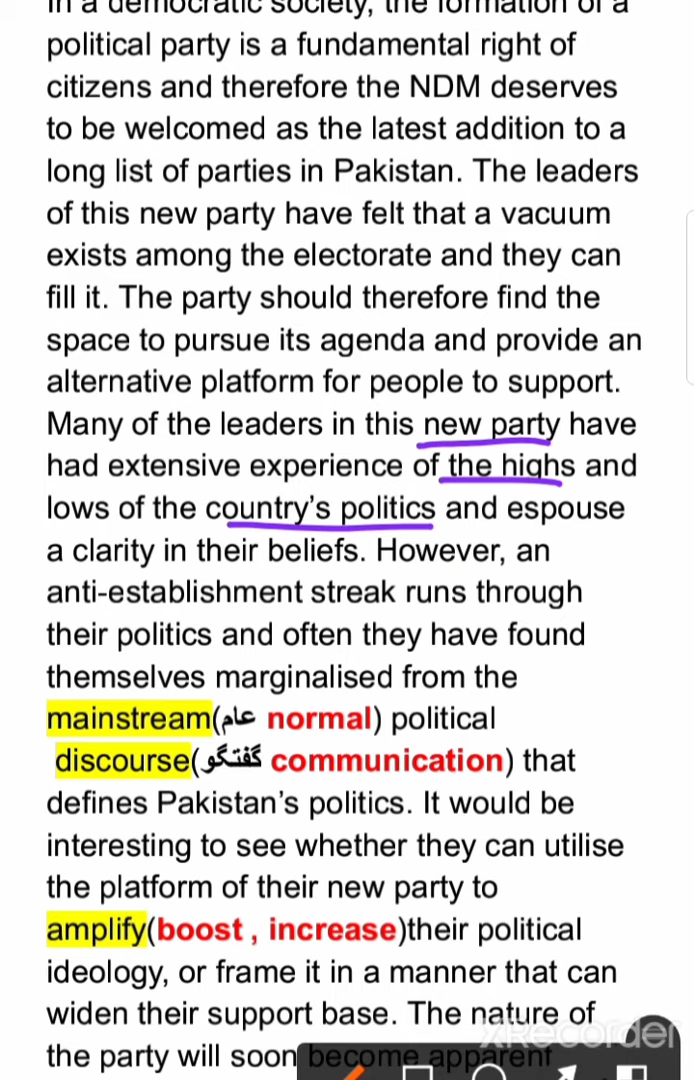 in a democratic society, the formation of a
political party is a fundamental right of
citizens and therefore the NDM deserves
to be welcomed as the latest addition to a
long list of parties in Pakistan. The leaders
of this new party have felt that a vacuum
exists among the electorate and they can
fill it. The party should therefore find the
space to pursue its agenda and provide an
alternative platform for people to support.
Many of the leaders in this new party have
had extensive experience of the highs and
lows of the country's politics and espouse
a clarity in their beliefs. However, an
anti-establishment streak runs through
their politics and often they have found
themselves marginalised from the
mainstream(عام normal) political
discourse(گفتگو communication) that
defines Pakistan's politics. It would be
interesting to see whether they can utilise
the platform of their new party to
amplify(boost , increase)their political
ideology, or frame it in a manner that can
widen their support base. The nature of
XRecorder
the party will soon become apparent